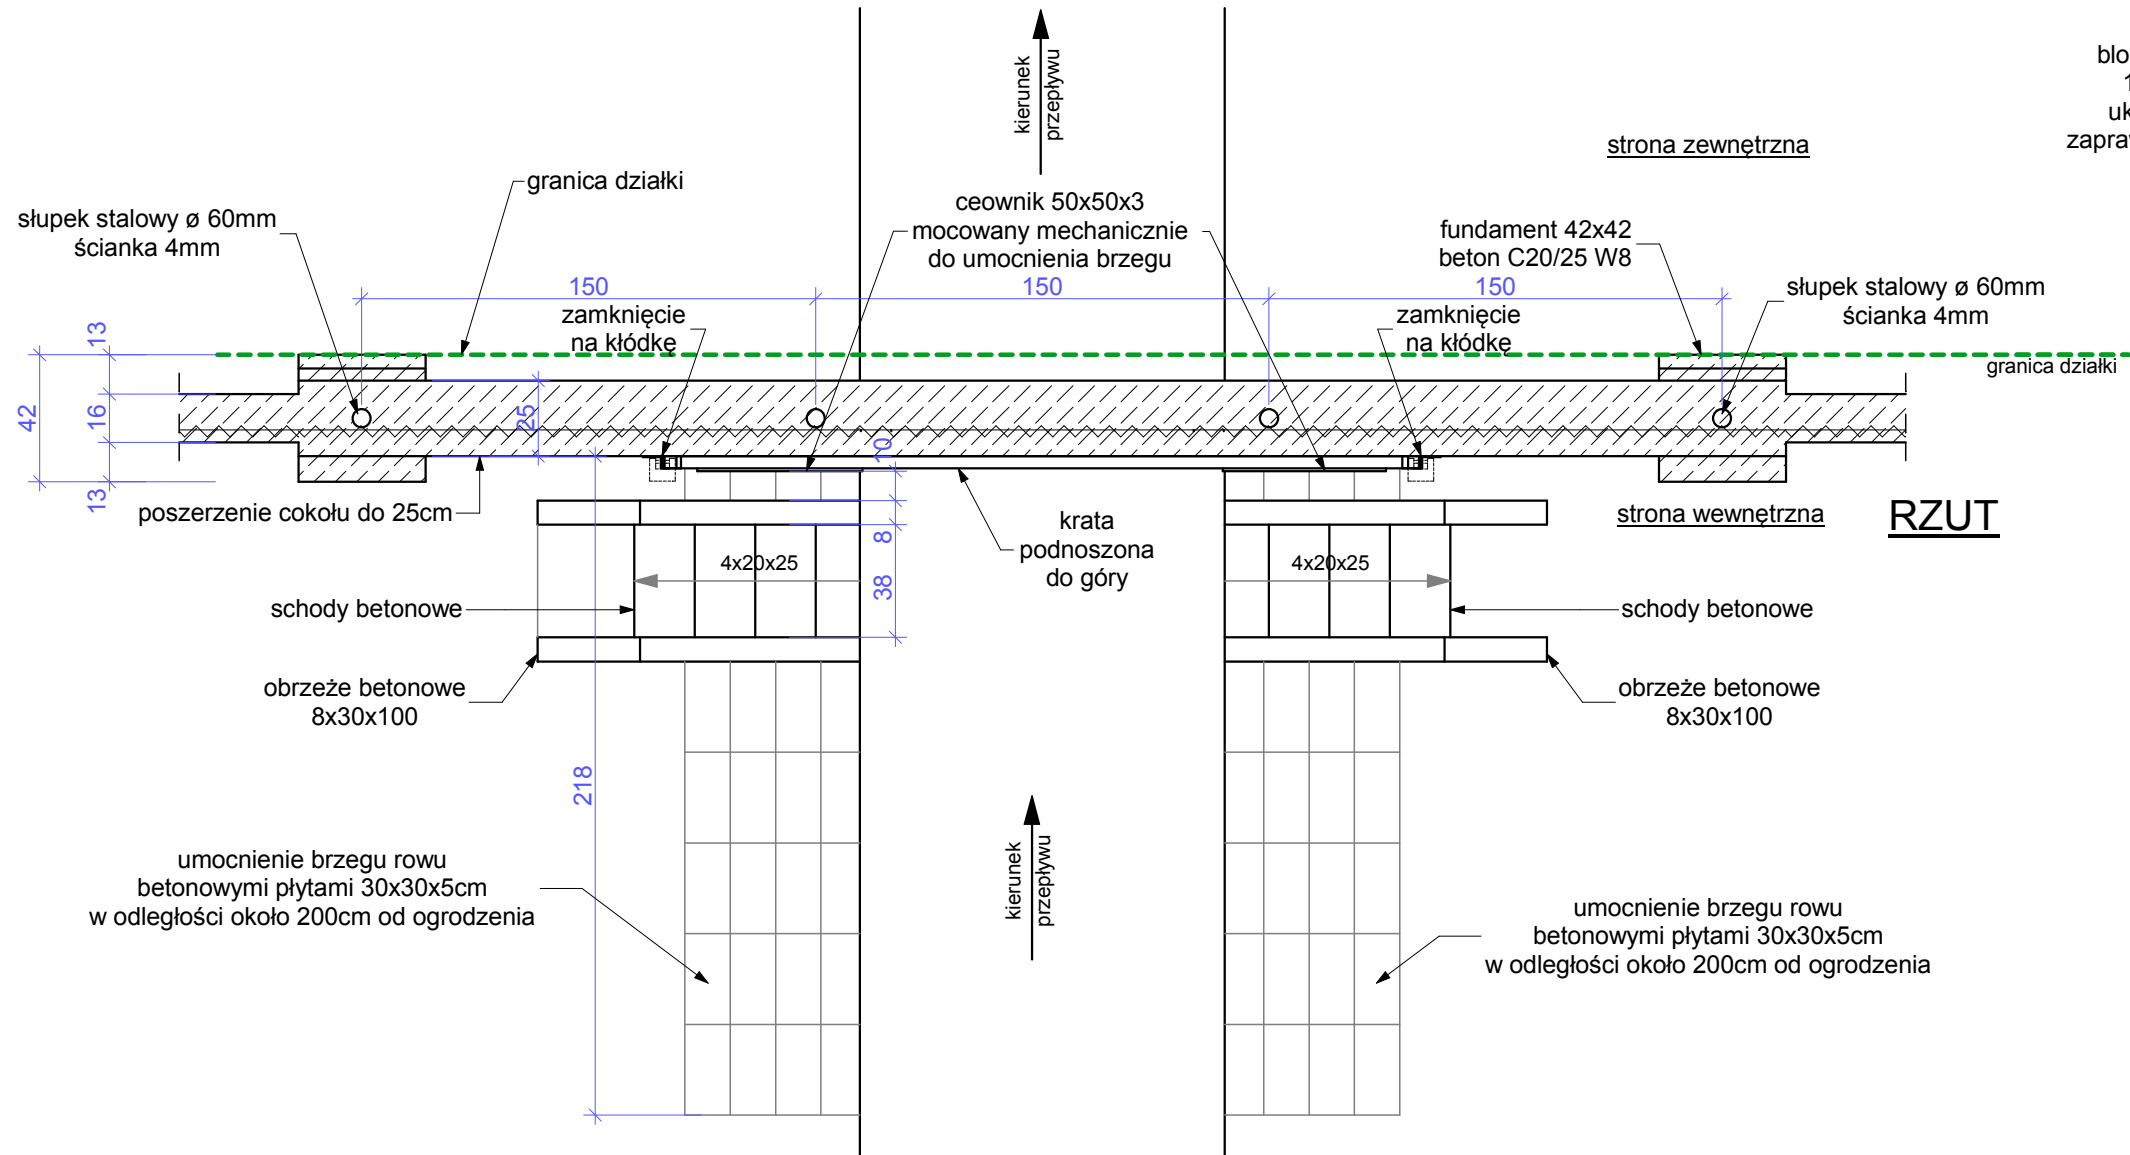 kierunek
przepływu
blo
1
uk
zapraw
strona zewnętrzna
granica działki
słupek stalowy ø 60mm
ścianka 4mm
ceownik 50x50x3
mocowany mechanicznie
do umocnienia brzegu
fundament 42x42
beton C20/25 W8
słupek stalowy ø 60mm
ścianka 4mm
150
150
150
zamknięcie
na kłódkę
zamknięcie
na kłódkę
granica działki
13
42
16
13
25
10
poszerzenie cokołu do 25cm
krata
podnoszona
do góry
strona wewnętrzna
RZUT
8
38
4x20x25
4x20x25
schody betonowe
schody betonowe
obrzeże betonowe
8x30x100
obrzeże betonowe
8x30x100
218
kierunek
przepływu
umocnienie brzegu rowu
betonowymi płytami 30x30x5cm
w odległości około 200cm od ogrodzenia
umocnienie brzegu rowu
betonowymi płytami 30x30x5cm
w odległości około 200cm od ogrodzenia